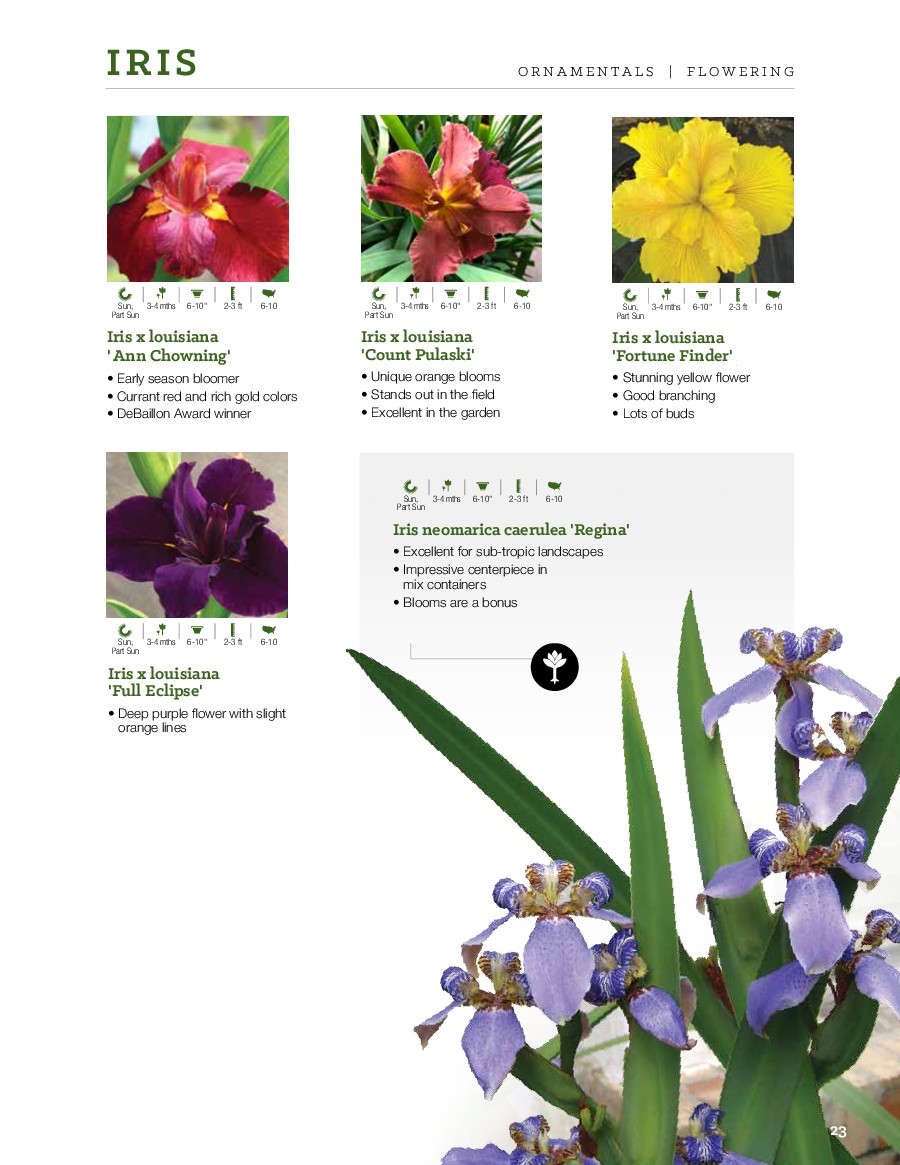 IRIS
ORNAMENTALS | FLOWERING
Sun, Part Sun | 3-4 mths | 6-10" | 2-3 ft | 6-10
Iris x louisiana
'Ann Chowning'
• Early season bloomer
• Currant red and rich gold colors
• DeBaillon Award winner
Sun, Part Sun | 3-4 mths | 6-10" | 2-3 ft | 6-10
Iris x louisiana
'Count Pulaski'
• Unique orange blooms
• Stands out in the field
• Excellent in the garden
Sun, Part Sun | 3-4 mths | 6-10" | 2-3 ft | 6-10
Iris x louisiana
'Fortune Finder'
• Stunning yellow flower
• Good branching
• Lots of buds
Sun, Part Sun | 3-4 mths | 6-10" | 2-3 ft | 6-10
Iris x louisiana
'Full Eclipse'
• Deep purple flower with slight
orange lines
Sun, Part Sun | 3-4 mths | 6-10" | 2-3 ft | 6-10
Iris neomarica caerulea 'Regina'
• Excellent for sub-tropic landscapes
• Impressive centerpiece in
mix containers
• Blooms are a bonus
23